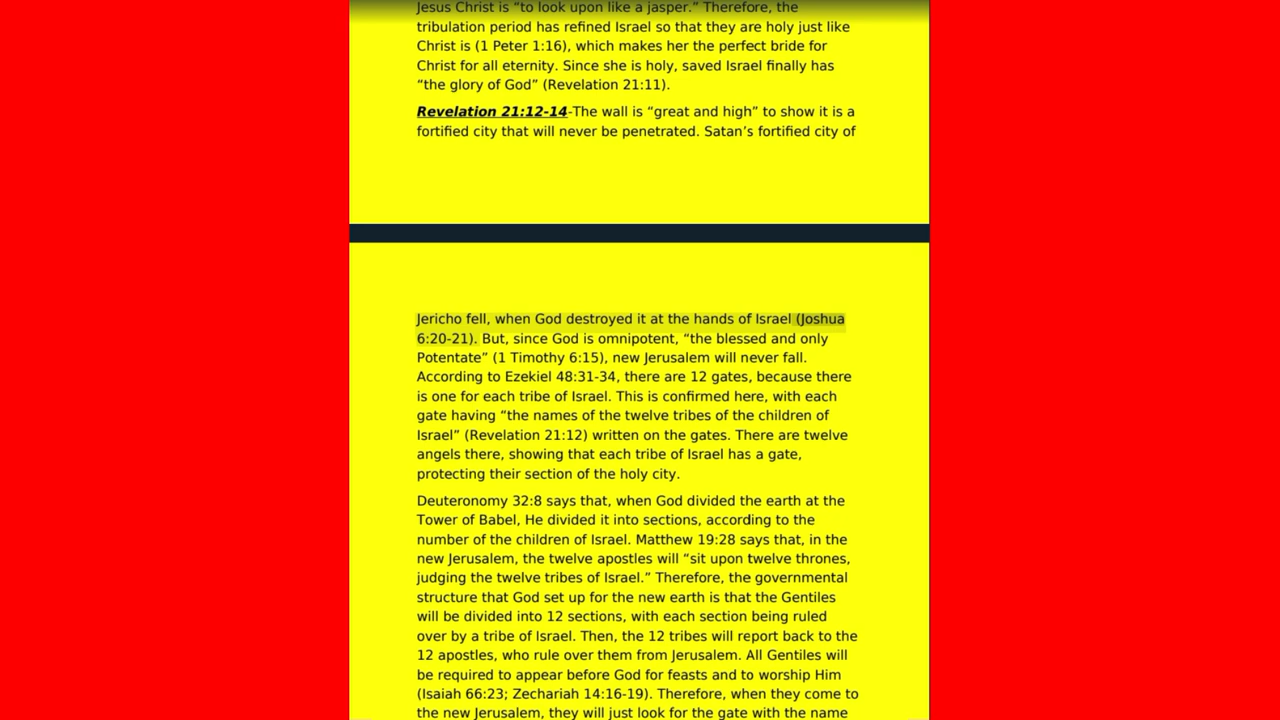 Jesus Christ is “to look upon like a jasper.” Therefore, the
tribulation period has refined Israel so that they are holy just like
Christ is (1 Peter 1:16), which makes her the perfect bride for
Christ for all eternity. Since she is holy, saved Israel finally has
“the glory of God” (Revelation 21:11).
Revelation 21:12-14-The wall is “great and high” to show it is a
fortified city that will never be penetrated. Satan’s fortified city of
Jericho fell, when God destroyed it at the hands of Israel (Joshua
6:20-21). But, since God is omnipotent, “the blessed and only
Potentate” (1 Timothy 6:15), new Jerusalem will never fall.
According to Ezekiel 48:31-34, there are 12 gates, because there
is one for each tribe of Israel. This is confirmed here, with each
gate having “the names of the twelve tribes of the children of
Israel” (Revelation 21:12) written on the gates. There are twelve
angels there, showing that each tribe of Israel has a gate,
protecting their section of the holy city.
Deuteronomy 32:8 says that, when God divided the earth at the
Tower of Babel, He divided it into sections, according to the
number of the children of Israel. Matthew 19:28 says that, in the
new Jerusalem, the twelve apostles will “sit upon twelve thrones,
judging the twelve tribes of Israel.” Therefore, the governmental
structure that God set up for the new earth is that the Gentiles
will be divided into 12 sections, with each section being ruled
over by a tribe of Israel. Then, the 12 tribes will report back to the
12 apostles, who rule over them from Jerusalem. All Gentiles will
be required to appear before God for feasts and to worship Him
(Isaiah 66:23; Zechariah 14:16-19). Therefore, when they come to
the new Jerusalem, they will just look for the gate with the name